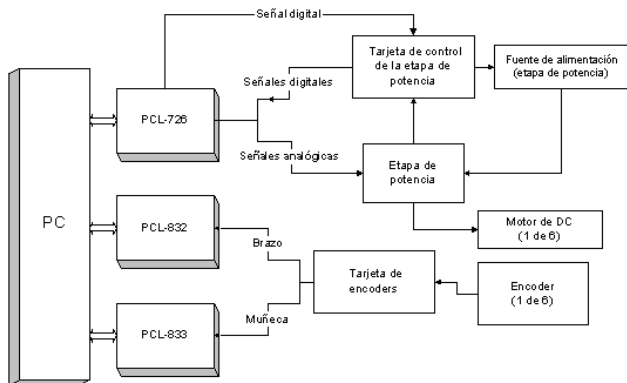 Señal digital
Tarjeta de control
de la etapa de
potencia
Fuente de alimentación
(etapa de potencia)
Señales digitales
PCL-726
Señales analógicas
Etapa de
potencia
PC
PCL-832
Motor de DC
(1 de 6)
Brazo
Tarjeta de
encoders
Encoder
(1 de 6)
Muñeca
PCL-833